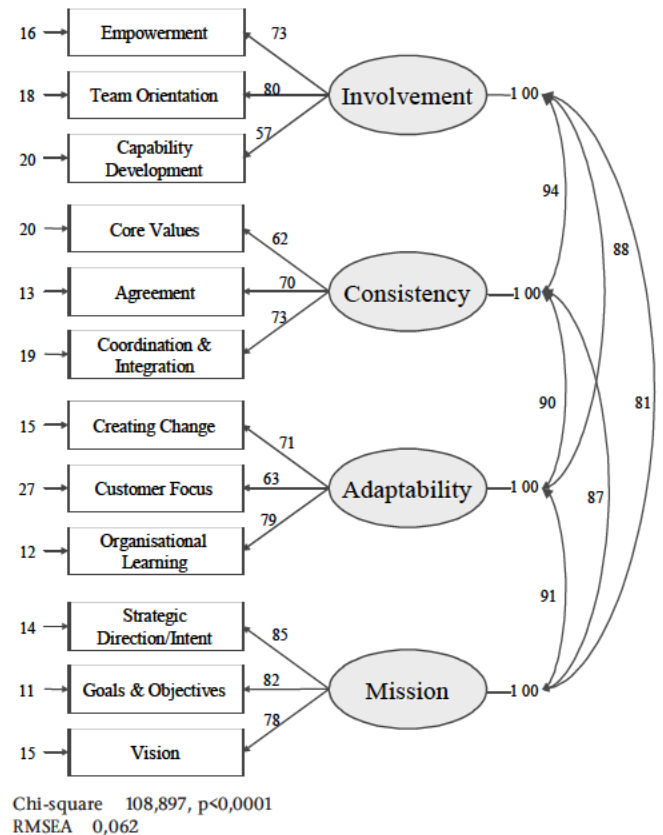 16
Empowerment
73
18
Team Orientation
80
Involvement
1 00
57
20
Capability
Development
94
20
Core Values
62
88
13
Agreement
70
Consistency
1 00
73
19
Coordination &
Integration
90
81
15
Creating Change
71
27
Customer Focus
63
Adaptability
1 00
87
79
12
Organisational
Learning
91
14
Strategic
Direction/Intent
85
11
Goals & Objectives
82
Mission
1 00
78
15
Vision
Chi-square 108,897, p<0,0001
RMSEA 0,062